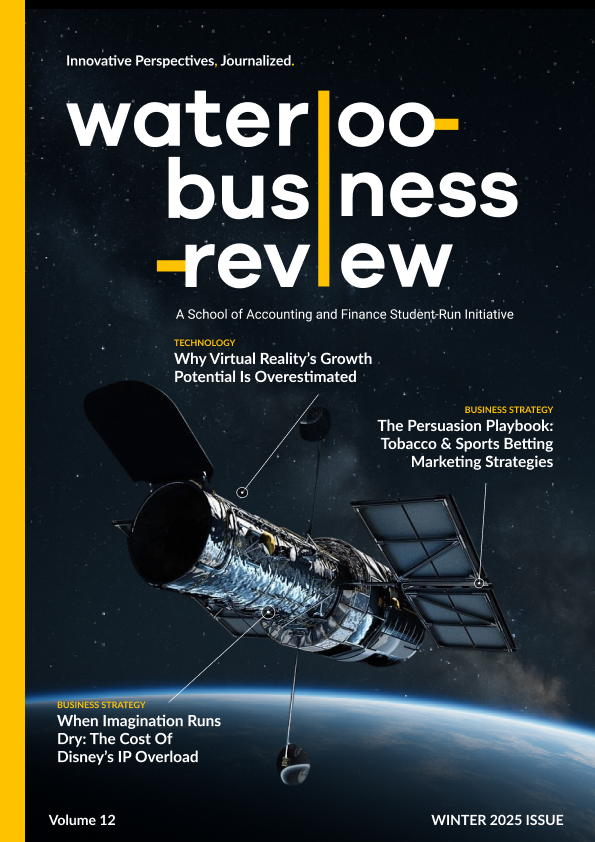 Innovative Perspectives, Journalized.
waterloo-
business
-review
A School of Accounting and Finance Student-Run Initiative
TECHNOLOGY
Why Virtual Reality's Growth
Potential Is Overestimated
BUSINESS STRATEGY
The Persuasion Playbook:
Tobacco & Sports Betting
Marketing Strategies
BUSINESS STRATEGY
When Imagination Runs
Dry: The Cost Of
Disney's IP Overload
Volume 12
WINTER 2025 ISSUE